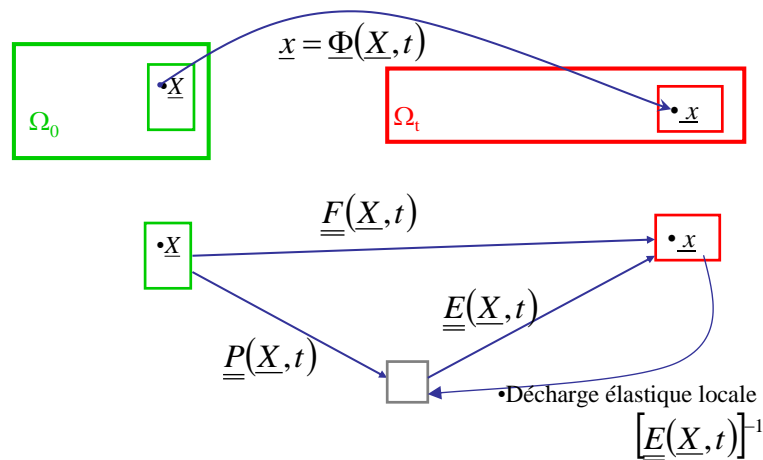 x = Φ(X, t)
•X
Ω0
Ωt
• x
F(X, t)
•X
• x
E(X, t)
P(X, t)
•Décharge élastique locale
[E(X, t)]⁻¹